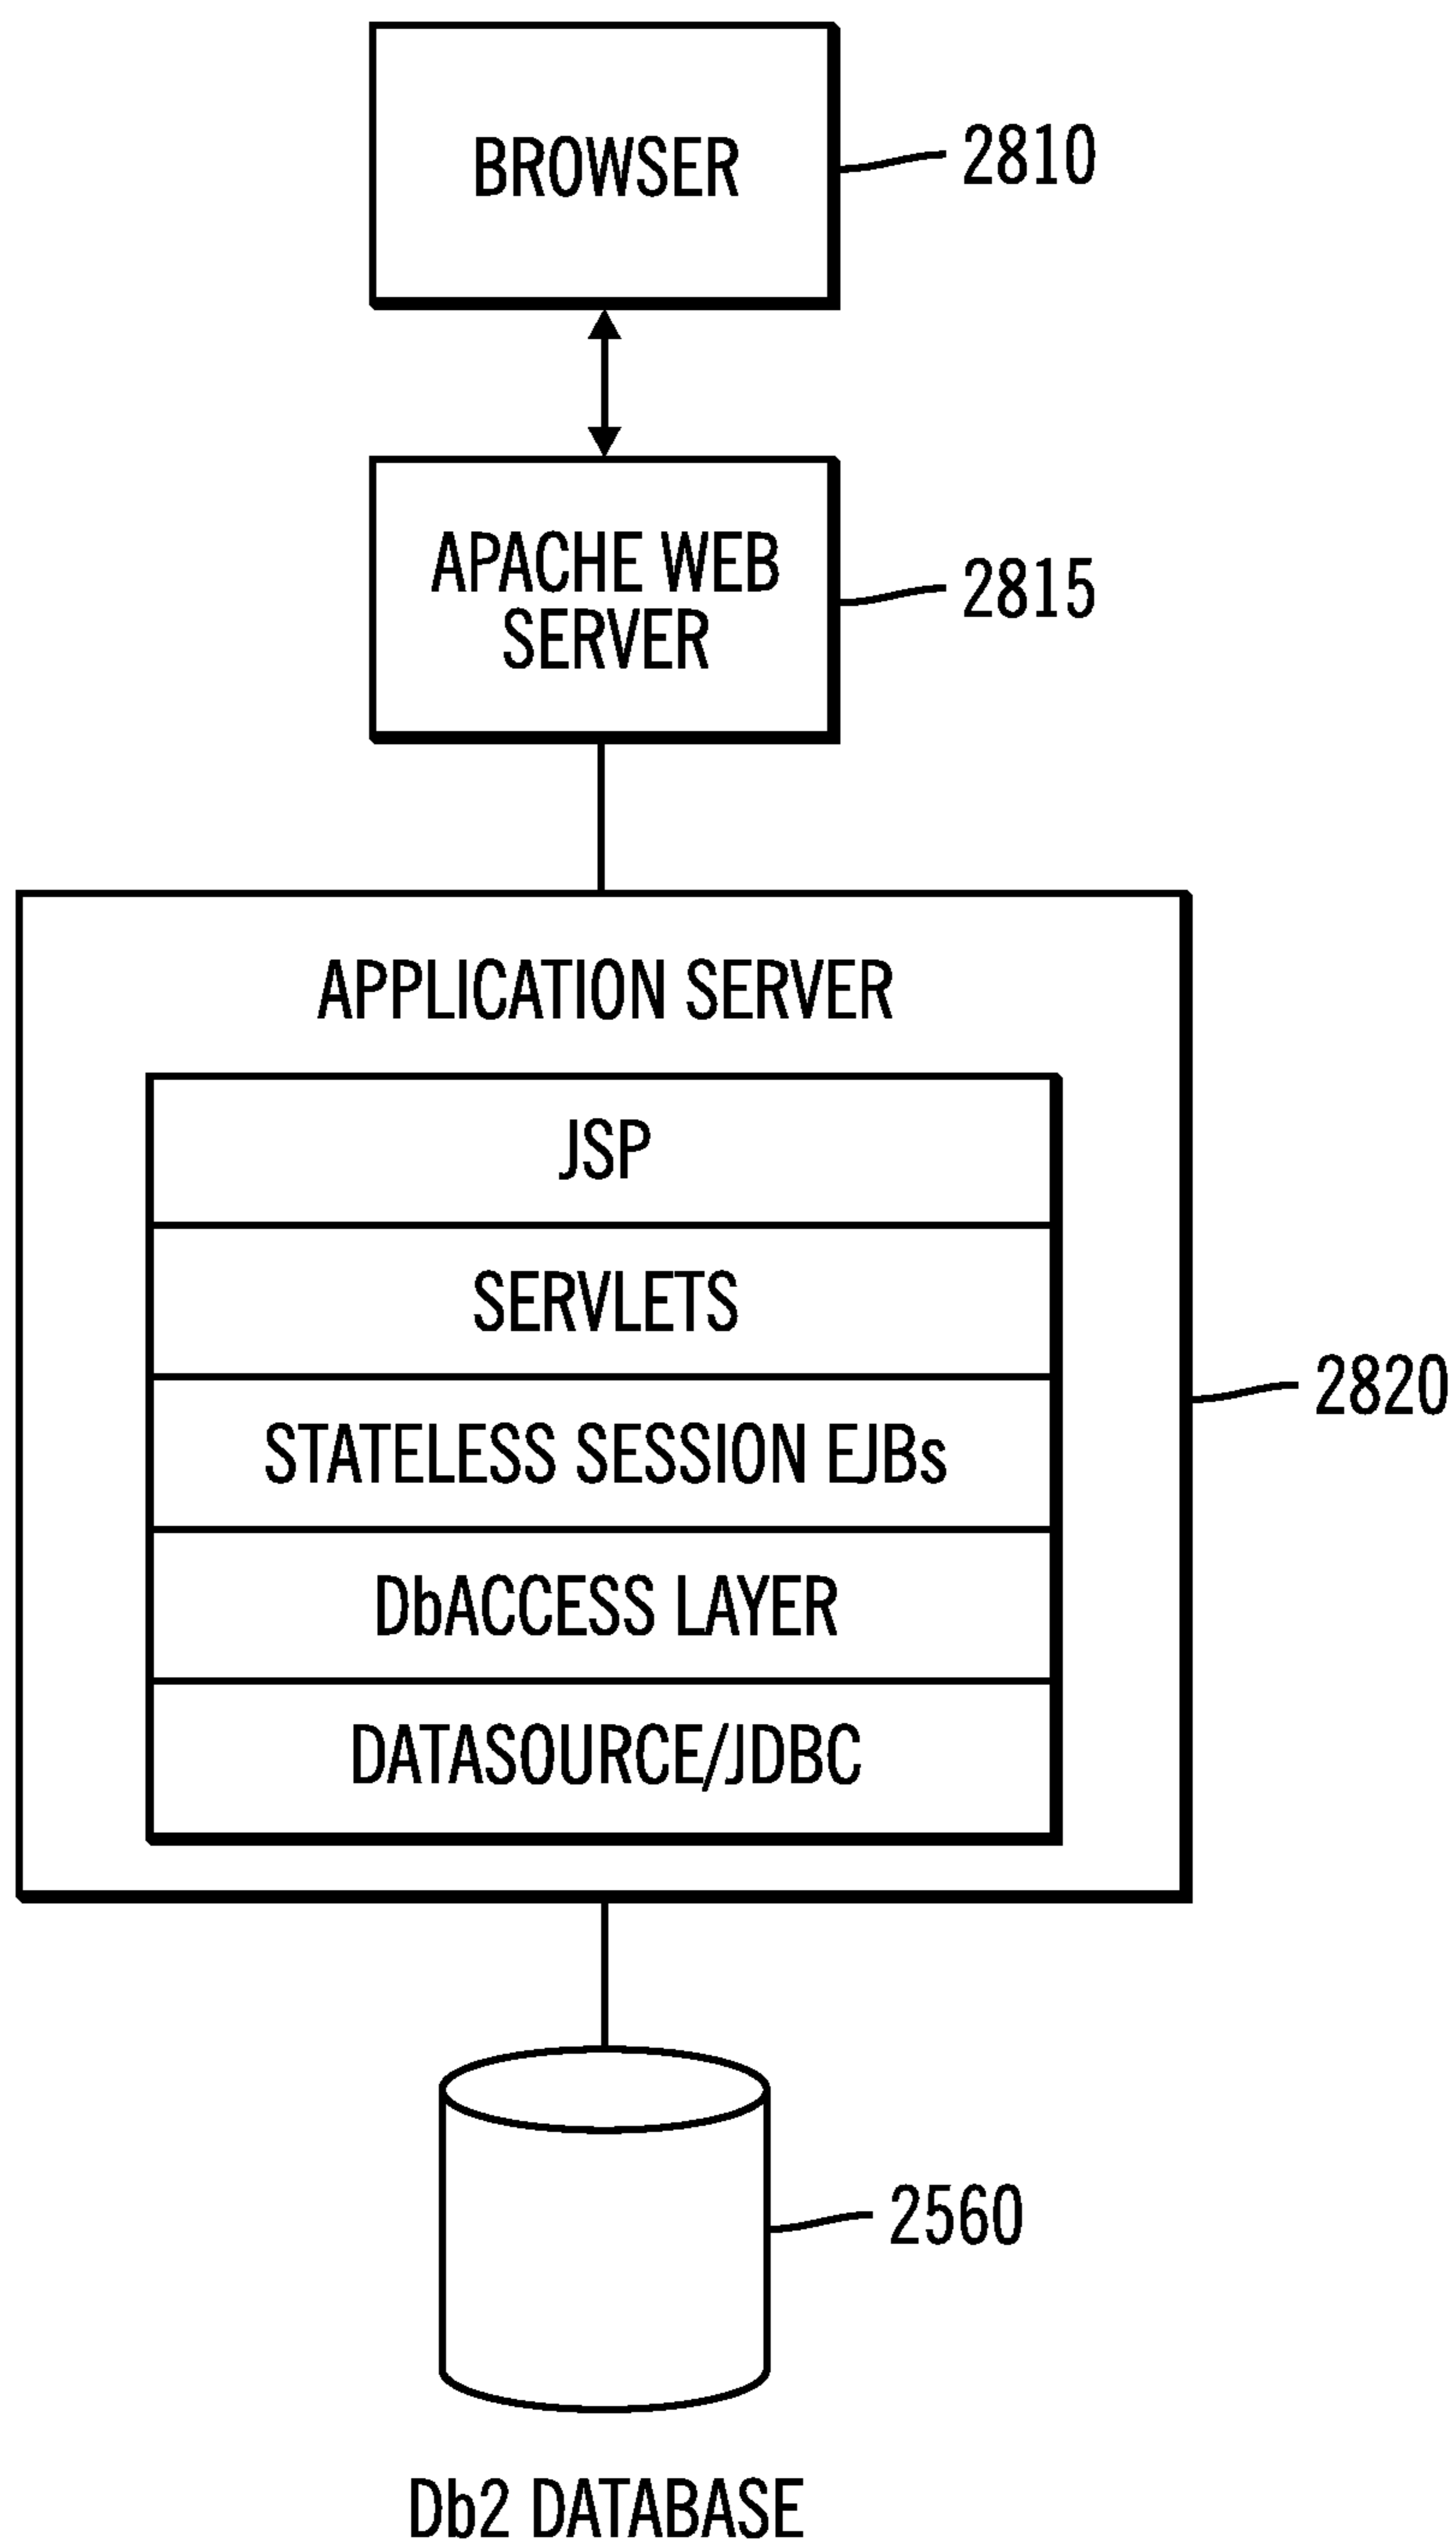 BROWSER
2810
APACHE WEB
SERVER
2815
APPLICATION SERVER
JSP
SERVLETS
STATELESS SESSION EJBs
DbACCESS LAYER
DATASOURCE/JDBC
2820
2560
Db2 DATABASE